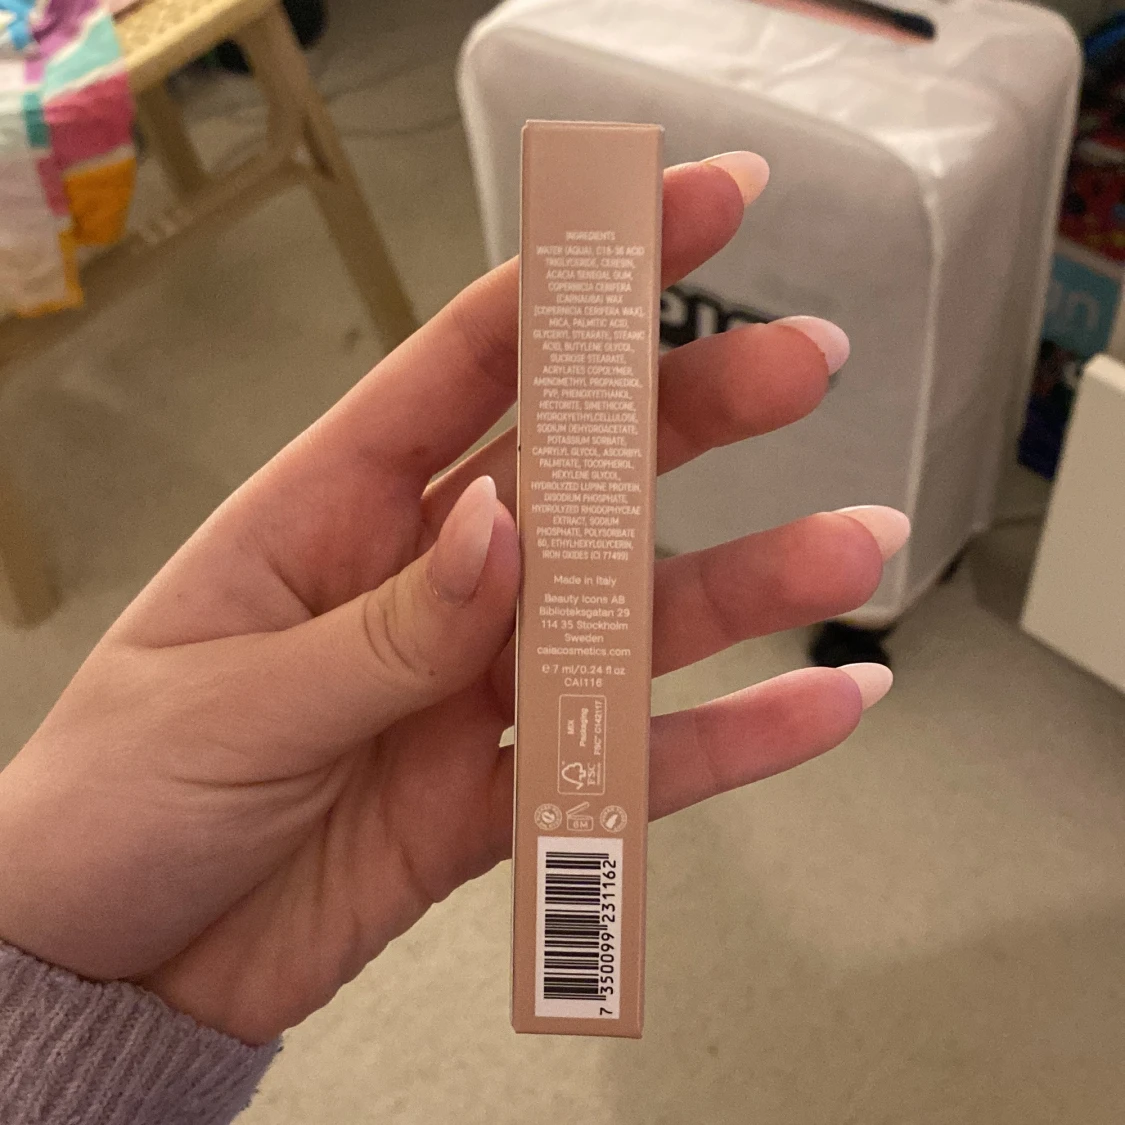 INGREDIENTS
WATER (AQUA), C18-36 ACID
TRIGLYCERIDE, CERESIN,
ACACIA SENEGAL GUM,
COPERNICIA CERIFERA
(CARNAUBA) WAX
[COPERNICIA CERIFERA WAX],
MICA, PALMITIC ACID,
GLYCERYL STEARATE, STEARIC
ACID, BUTYLENE GLYCOL,
SUCROSE STEARATE,
ACRYLATES COPOLYMER,
AMINOMETHYL PROPANEDIOL,
PVP, PHENOXYETHANOL,
HECTORITE, SIMETHICONE,
HYDROXYETHYLCELLULOSE,
SODIUM DEHYDROACETATE,
POTASSIUM SORBATE,
CAPRYLYL GLYCOL, ASCORBYL
PALMITATE, TOCOPHEROL,
HEXYLENE GLYCOL,
HYDROLYZED LUPINE PROTEIN,
DISODIUM PHOSPHATE,
HYDROLYZED RHODOPHYCEAE
EXTRACT, SODIUM
PHOSPHATE, POLYSORBATE
60, ETHYLHEXYLGLYCERIN,
IRON OXIDES (CI 77499)
Made in Italy
Beauty Icons AB
Biblioteksgatan 29
114 35 Stockholm
Sweden
caiacosmetics.com
e 7 ml/0.24 fl oz
CAI116
MIX
Packaging
FSC® C142117
FSC
6M
7 350099 231162